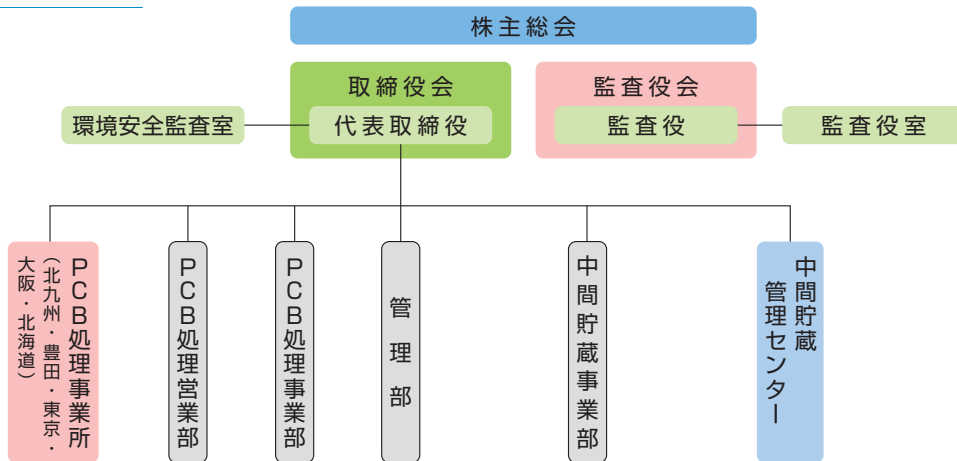 株主総会
取締役会
監査役会
環境安全監査室
代表取締役
監査役
監査役室
PCB処理事業所
(北九州・豊田・東京・
大阪・北海道)
PCB処理営業部
PCB処理事業部
管理部
中間貯蔵事業部
中間貯蔵
管理センター